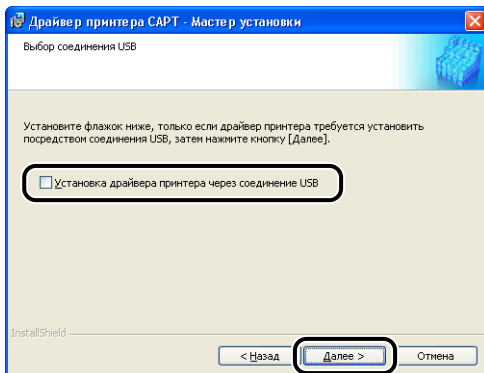 Драйвер принтера CAPT - Мастер установки
Выбор соединения USB
Установите флажок ниже, только если драйвер принтера требуется установить
посредством соединения USB, затем нажмите кнопку [Далее].
Установка драйвера принтера через соединение USB
InstallShield
< Назад
Далее >
Отмена